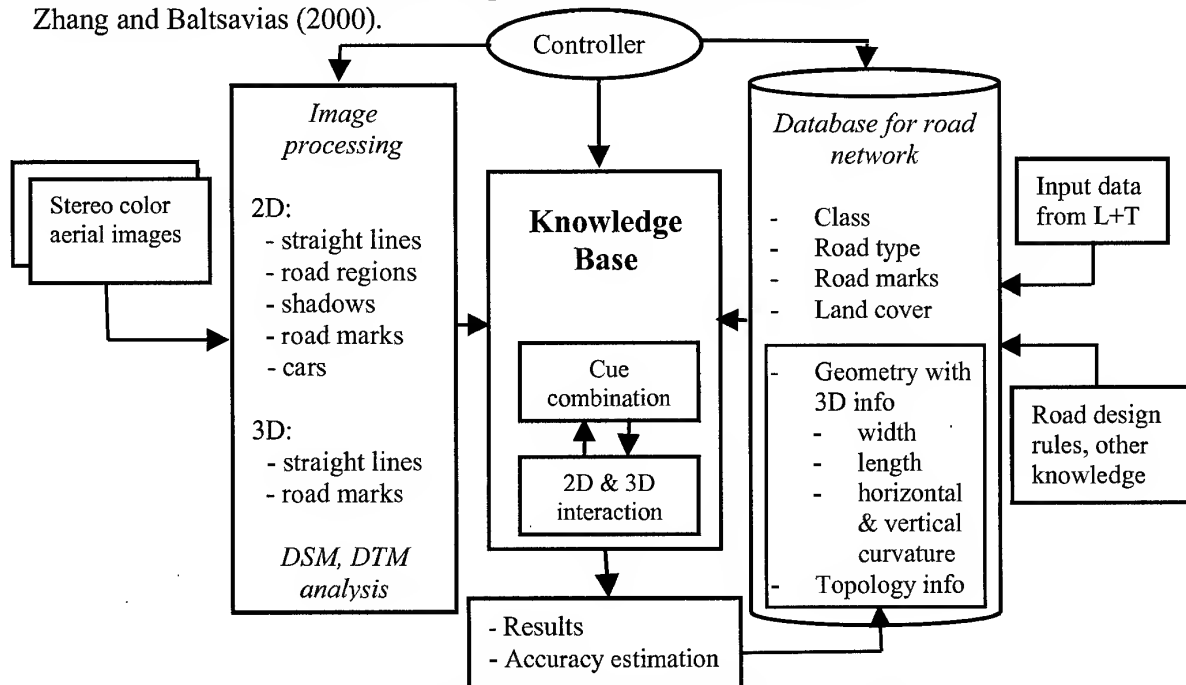 Zhang and Baltsavias (2000).
Controller
Image
processing
2D:
- straight lines
- road regions
- shadows
- road marks
- cars
3D:
- straight lines
- road marks
DSM, DTM
analysis
Stereo color
aerial images
Knowledge
Base
Cue
combination
2D & 3D
interaction
- Results
- Accuracy estimation
Database for road
network
- Class
- Road type
- Road marks
- Land cover
- Geometry with
3D info
- width
- length
- horizontal
& vertical
curvature
- Topology info
Input data
from L+T
Road design
rules, other
knowledge